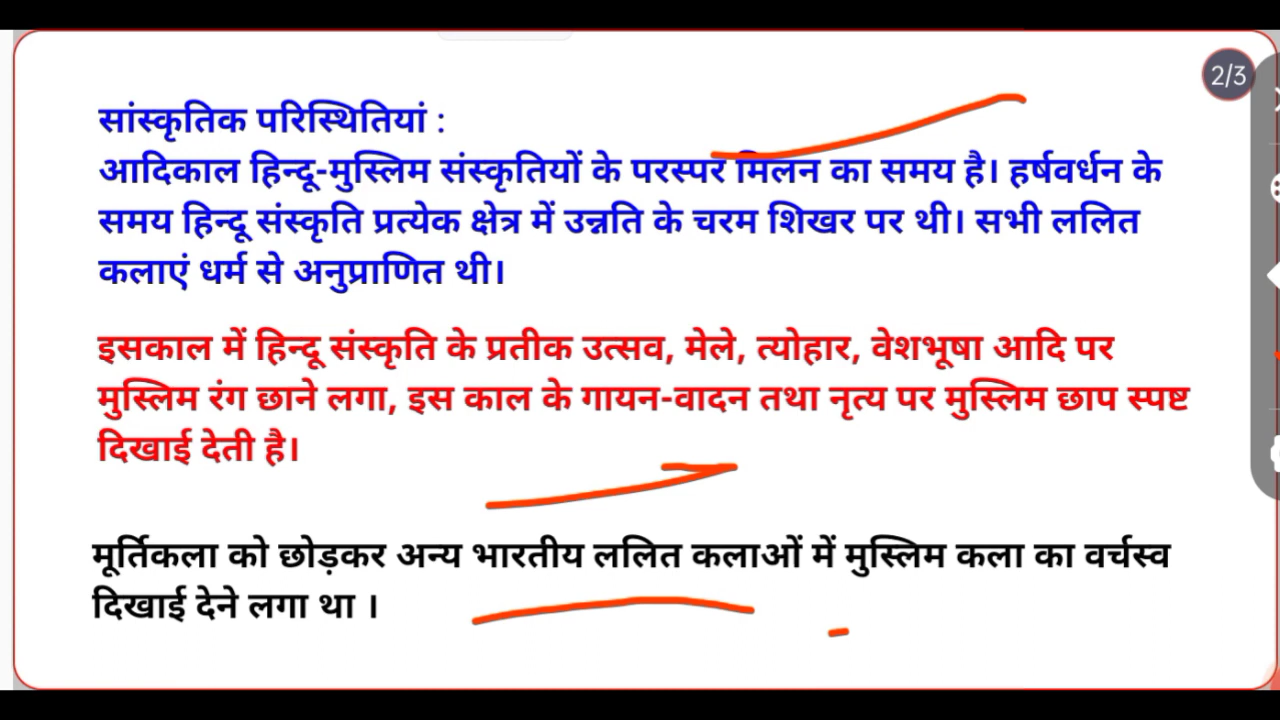 2/3
सांस्कृतिक परिस्थितियां :
आदिकाल हिन्दू-मुस्लिम संस्कृतियों के परस्पर मिलन का समय है। हर्षवर्धन के
समय हिन्दू संस्कृति प्रत्येक क्षेत्र में उन्नति के चरम शिखर पर थी। सभी ललित
कलाएं धर्म से अनुप्राणित थी।
इसकाल में हिन्दू संस्कृति के प्रतीक उत्सव, मेले, त्योहार, वेशभूषा आदि पर
मुस्लिम रंग छाने लगा, इस काल के गायन-वादन तथा नृत्य पर मुस्लिम छाप स्पष्ट
दिखाई देती है।
मूर्तिकला को छोड़कर अन्य भारतीय ललित कलाओं में मुस्लिम कला का वर्चस्व
दिखाई देने लगा था ।